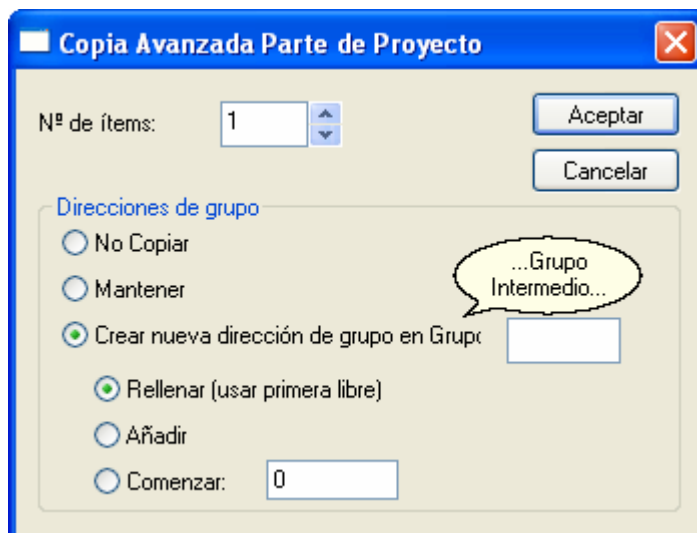 Copia Avanzada Parte de Proyecto
Nº de ítems:
1
Aceptar
Cancelar
Direcciones de grupo
No Copiar
...Grupo
Intermedio...
Mantener
Crear nueva dirección de grupo en Grupo
Rellenar (usar primera libre)
Añadir
Comenzar:
0